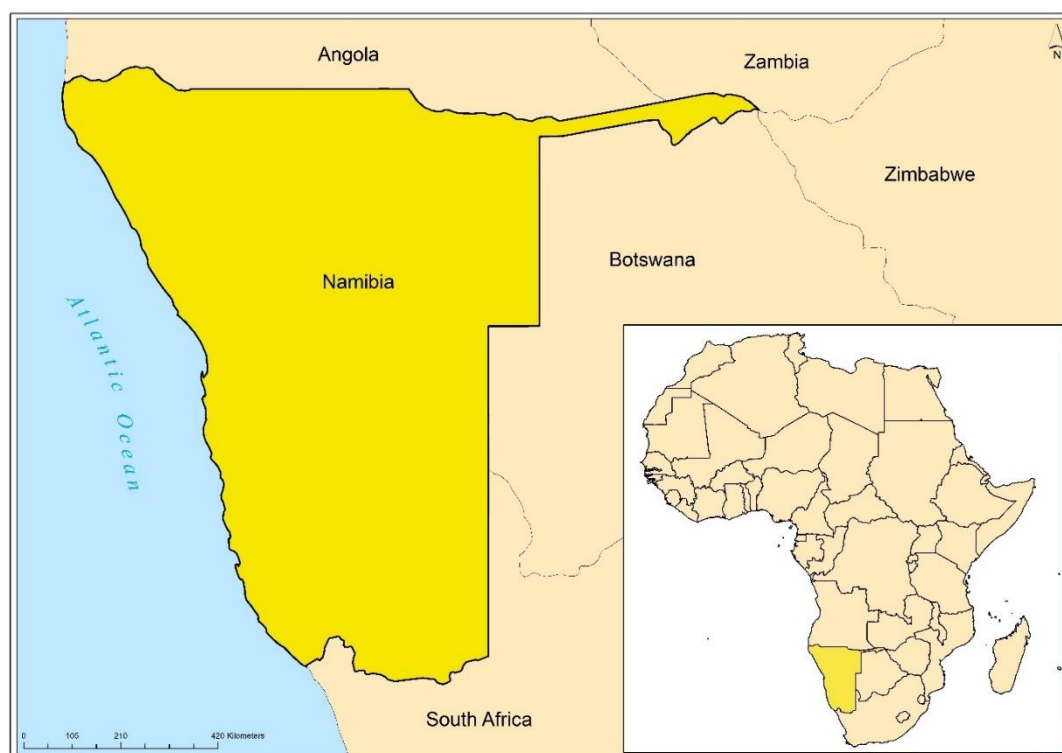 Angola
Zambia
N
Zimbabwe
Botswana
Namibia
Atlantic Ocean
South Africa
0 105 210 420 Kilometers